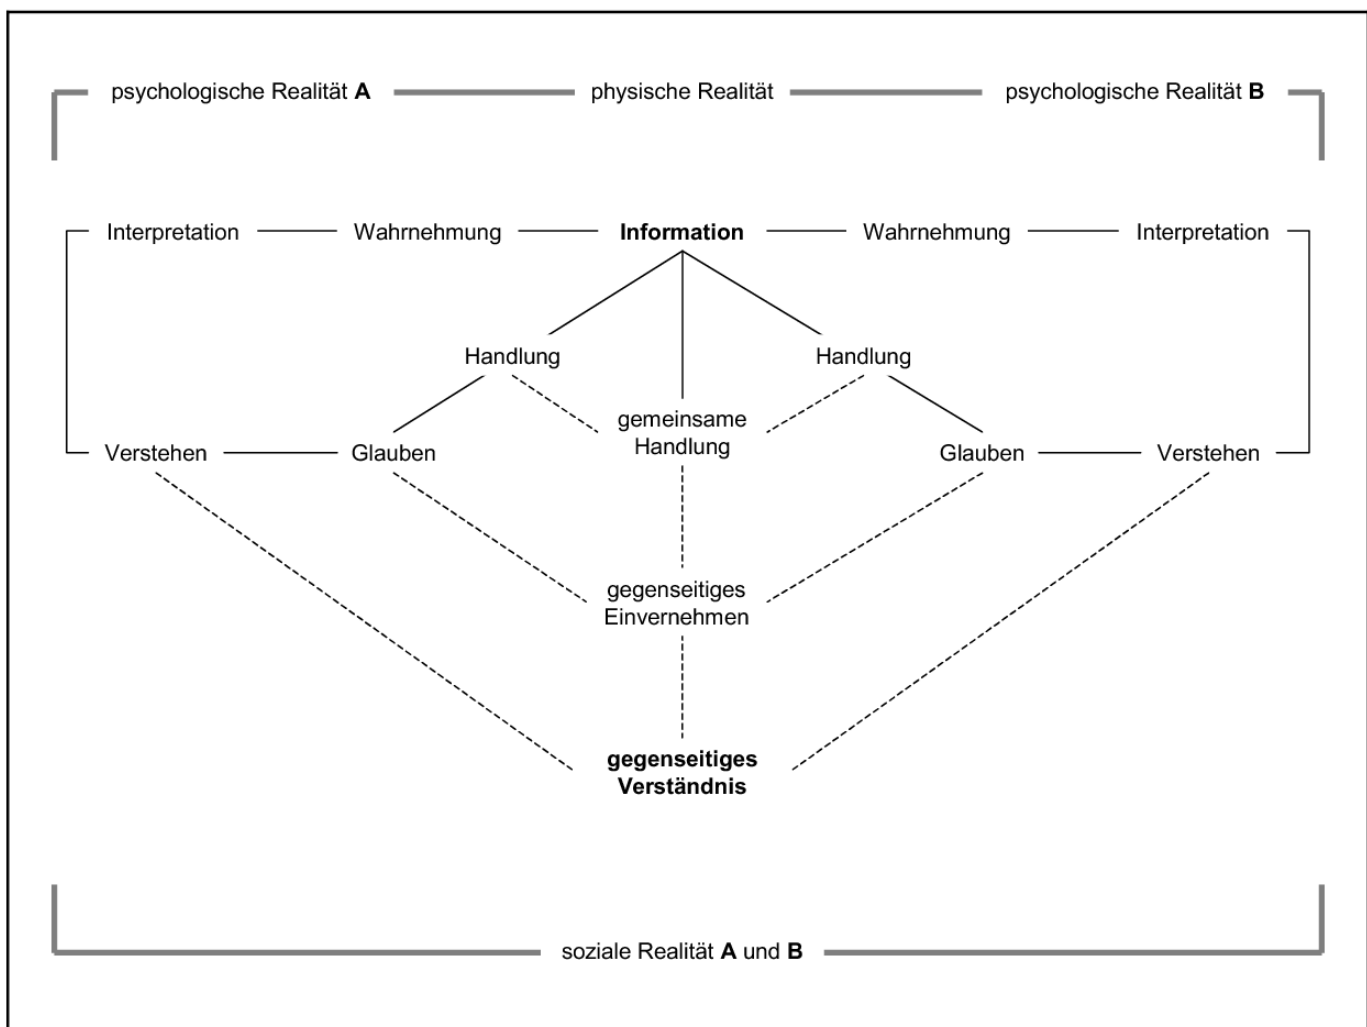 psychologische Realität A physische Realität psychologische Realität B
Interpretation Wahrnehmung Information Wahrnehmung Interpretation
Handlung Handlung
gemeinsame
Handlung
Verstehen Glauben Glauben Verstehen
gegenseitiges
Einvernehmen
gegenseitiges
Verständnis
soziale Realität A und B